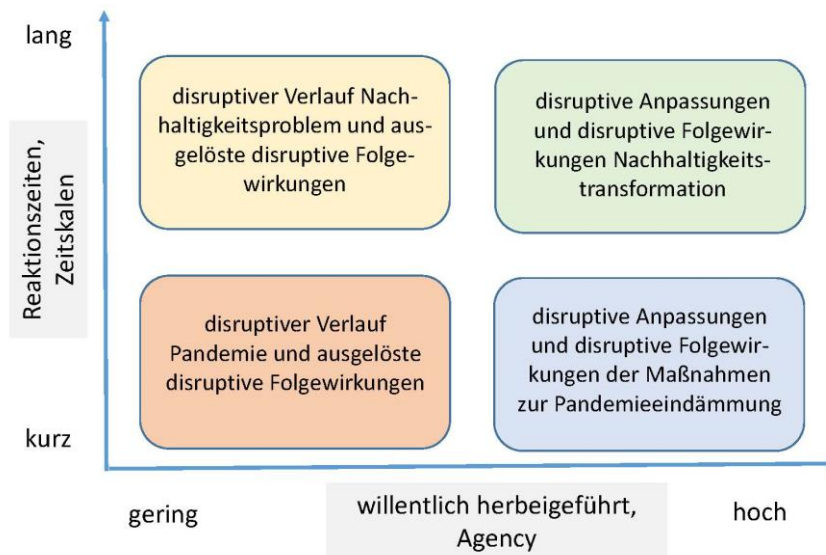 lang
disruptiver Verlauf Nach-
haltigkeitsproblem und aus-
gelöste disruptive Folge-
wirkungen
disruptive Anpassungen
und disruptive Folgewir-
kungen Nachhaltigkeits-
transformation
Reaktionszeiten,
Zeitskalen
disruptiver Verlauf
Pandemie und ausgelöste
disruptive Folgewirkungen
disruptive Anpassungen
und disruptive Folgewir-
kungen der Maßnahmen
zur Pandemieeindämmung
kurz
gering
willentlich herbeigeführt,
Agency
hoch